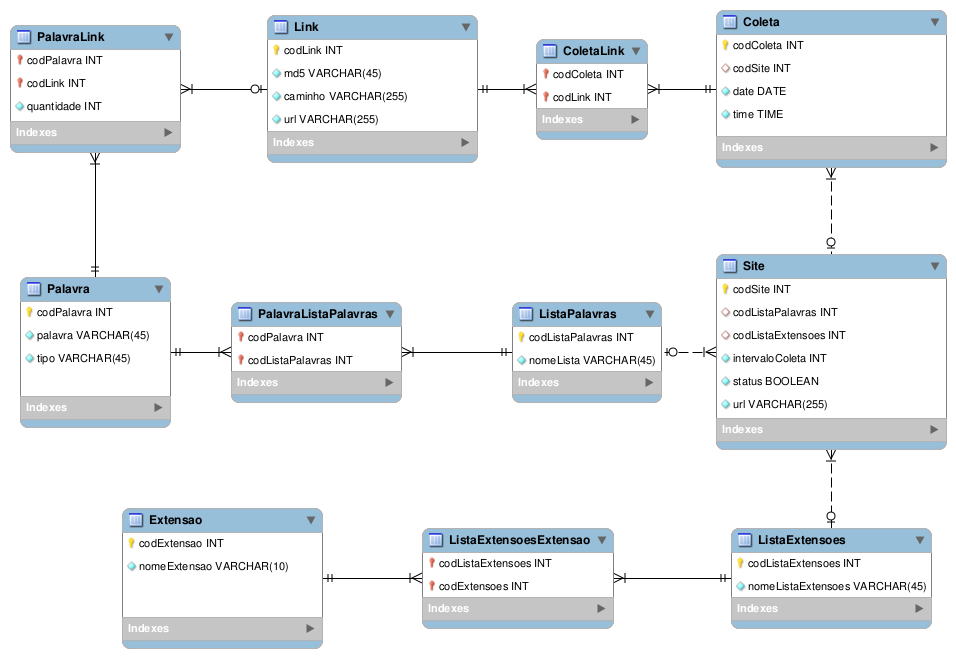 PalavraLink
codPalavra INT
codLink INT
quantidade INT
Indexes
Link
codLink INT
md5 VARCHAR(45)
caminho VARCHAR(255)
url VARCHAR(255)
Indexes
ColetaLink
codColeta INT
codLink INT
Indexes
Coleta
codColeta INT
codSite INT
date DATE
time TIME
Indexes
Palavra
codPalavra INT
palavra VARCHAR(45)
tipo VARCHAR(45)
Indexes
PalavraListaPalavras
codPalavra INT
codListaPalavras INT
Indexes
ListaPalavras
codListaPalavras INT
nomeLista VARCHAR(45)
Indexes
Site
codSite INT
codListaPalavras INT
codListaExtensoes INT
intervaloColeta INT
status BOOLEAN
url VARCHAR(255)
Indexes
Extensao
codExtensao INT
nomeExtensao VARCHAR(10)
Indexes
ListaExtensoesExtensao
codListaExtensoes INT
codExtensoes INT
Indexes
ListaExtensoes
codListaExtensoes INT
nomeListaExtensoes VARCHAR(45)
Indexes